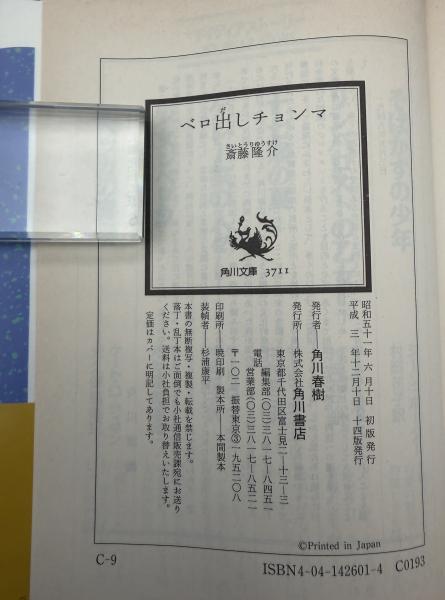 ベロ出しチョンマ
だ
さいとうりゅうすけ
斎藤隆介
角川文庫 3711
昭和五十一年 六月十日 初版発行
平成 三 年十二月十日 十四版発行
発行者──角川春樹
発行所──株式会社角川書店
東京都千代田区富士見二─十三─三
編集部(〇三)三八一七─八四五一
電話
営業部(〇三)三八一七─八五二一
〒一〇二 振替東京③一九五二〇八
印刷所──暁印刷 製本所──本間製本
装幀者──杉浦康平
本書の無断複写・複製・転載を禁じます。
落丁・乱丁本はご面倒でも小社通信販売課宛にお送り
ください。送料は小社負担でお取り替えいたします。
定価はカバーに明記してあります。
©Printed in Japan
C-9
ISBN4-04-142601-4 C0193